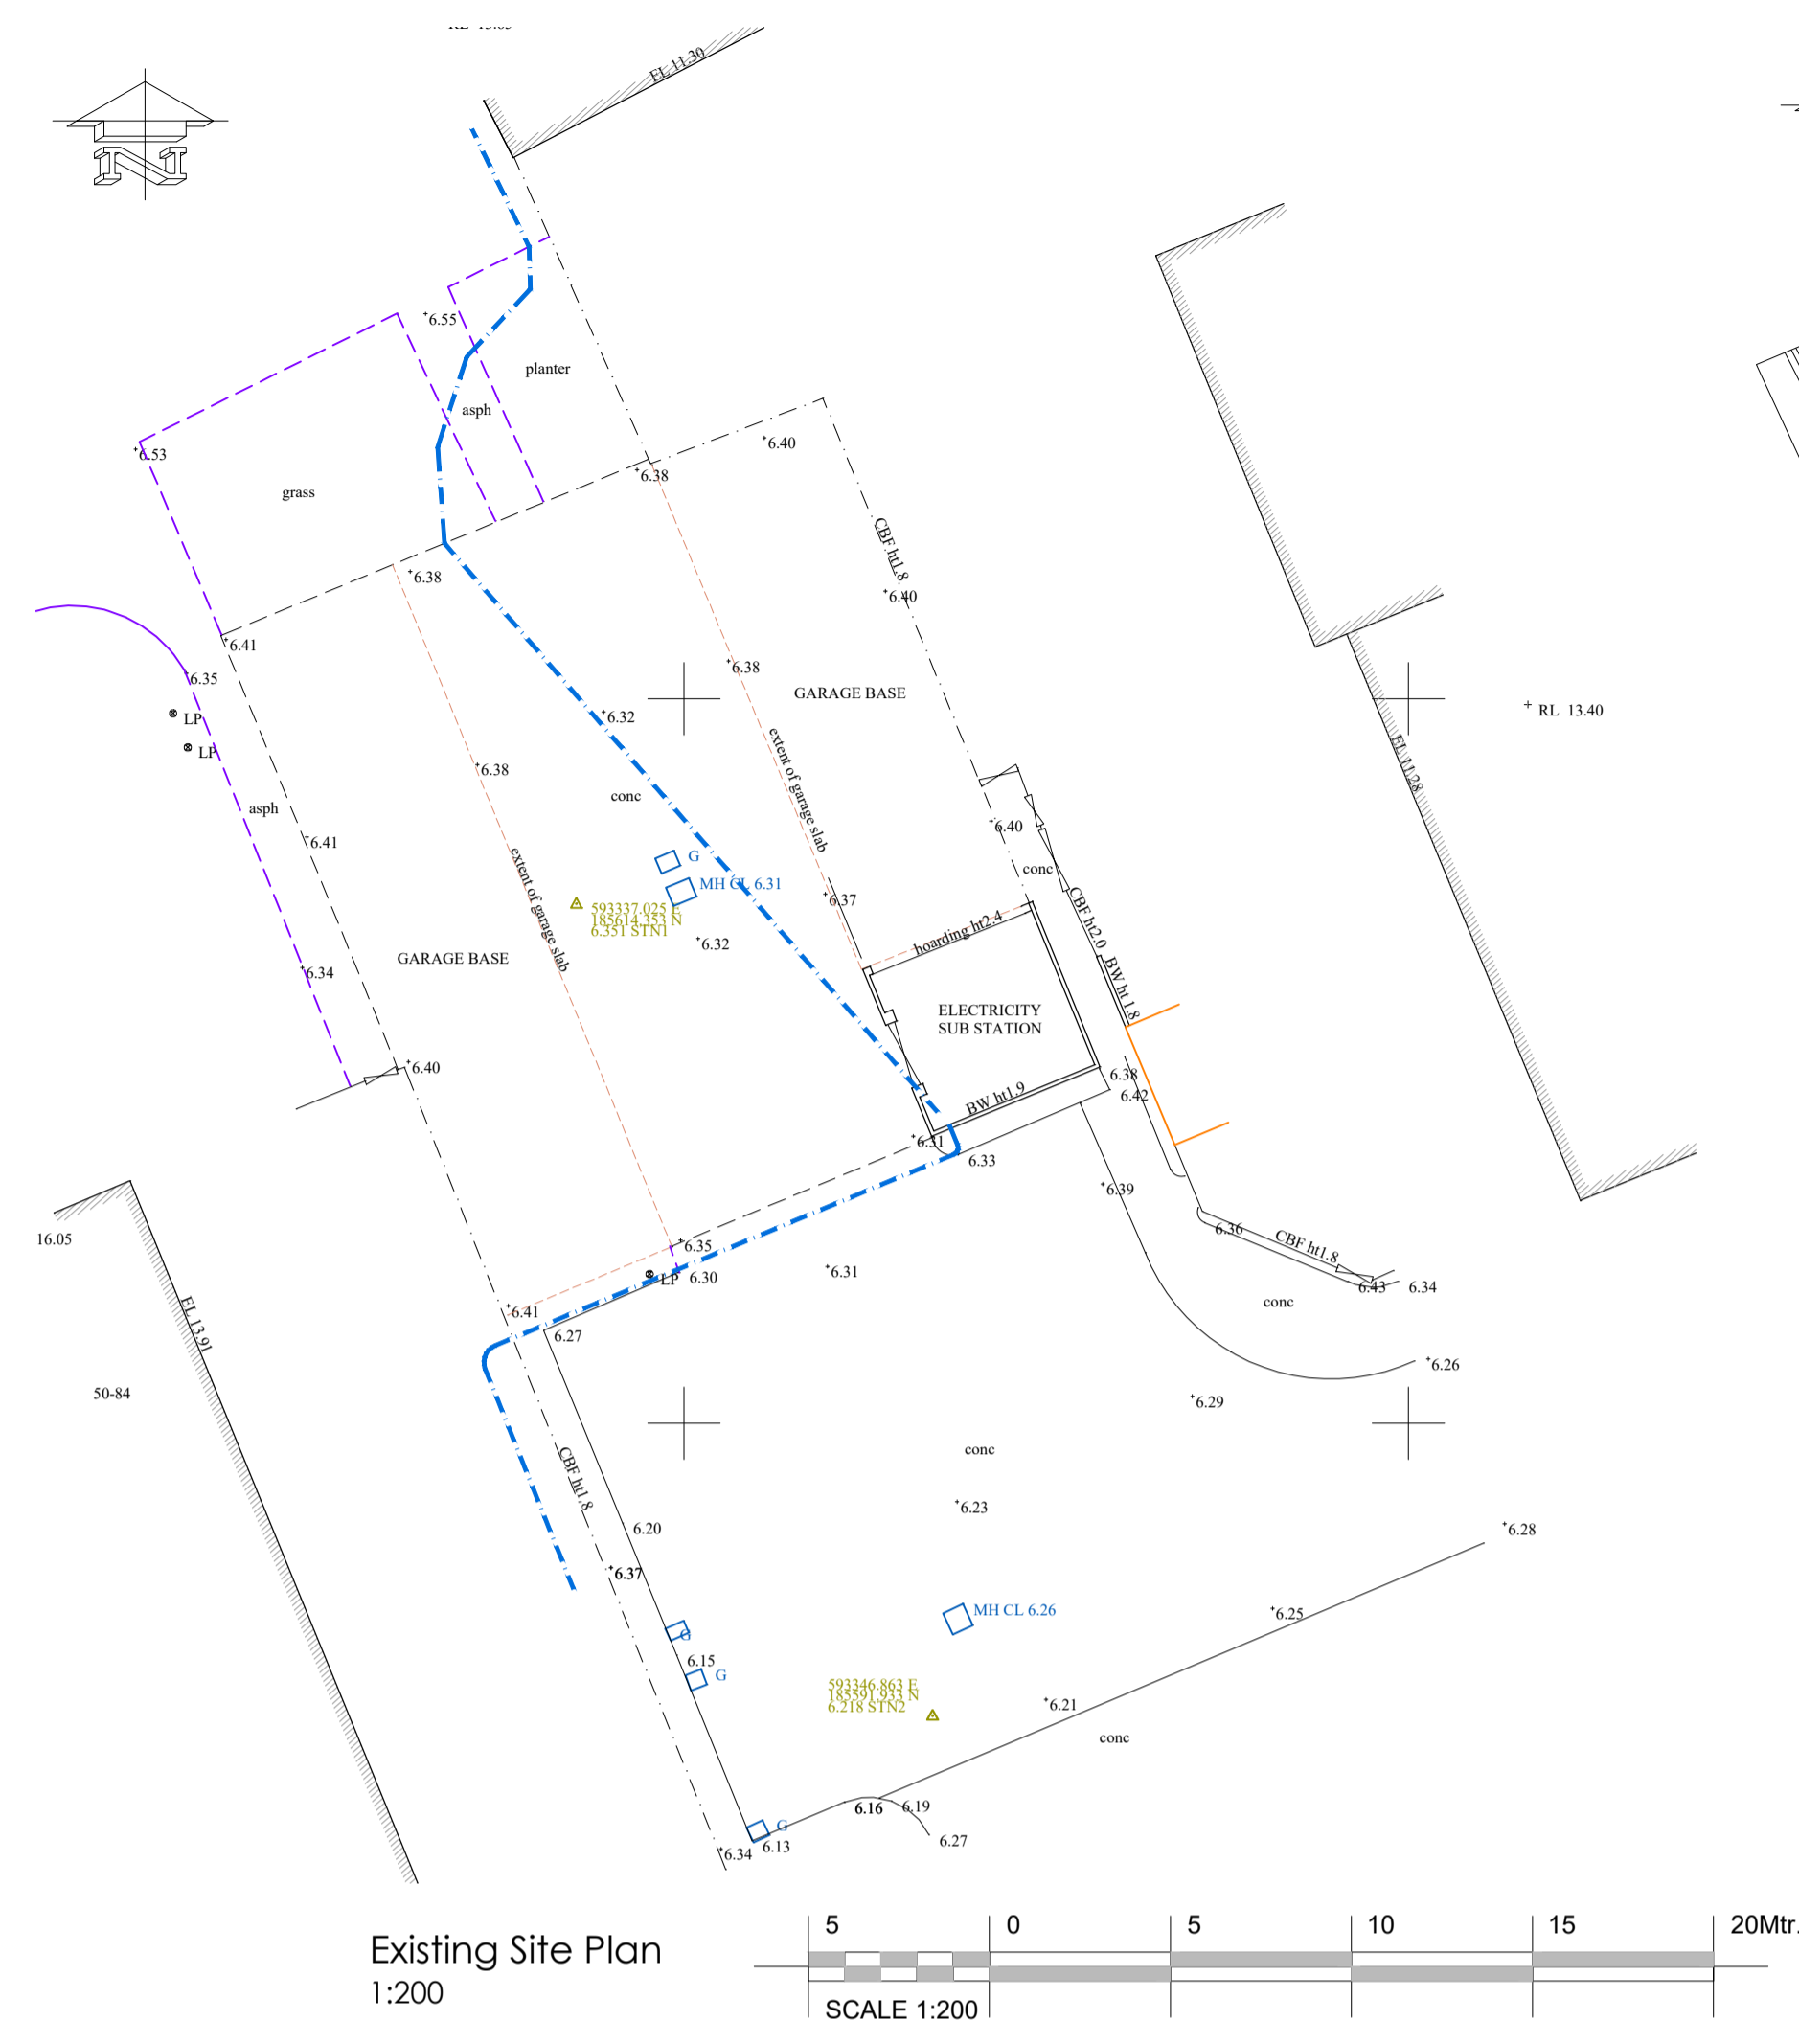 EL 11.30
N
6.55
planter
asph
6.40
6.53
6.38
grass
CBF ht1.8
6.38
6.40
6.41
6.38
6.35
GARAGE BASE
LP
6.32
RL 13.40
LP
extent of garage slab
EL 11.28
6.38
conc
asph
6.40
6.41
G
conc
MH CL 6.31
6.37
extent of garage slab
593337.025 E
185614.353 N
6.351 STN1
CBF ht2.0
hoarding ht2.4
6.32
GARAGE BASE
6.34
BW ht 1.8
ELECTRICITY
SUB STATION
6.40
6.38
BW ht1.9
6.42
6.31
6.33
6.39
16.05
6.36
6.35
CBF ht1.8
6.30
LP
6.31
6.43
6.34
conc
6.41
EL 13.91
6.27
6.26
50-84
6.29
conc
CBF ht1.8
6.23
6.20
6.28
6.37
MH CL 6.26
6.25
G
6.15
G
593346.863 E
185591.933 N
6.218 STN2
6.21
conc
6.16
6.19
G
6.27
6.13
6.34
5 0 5 10 15 20Mtr.
Existing Site Plan
1:200
SCALE 1:200